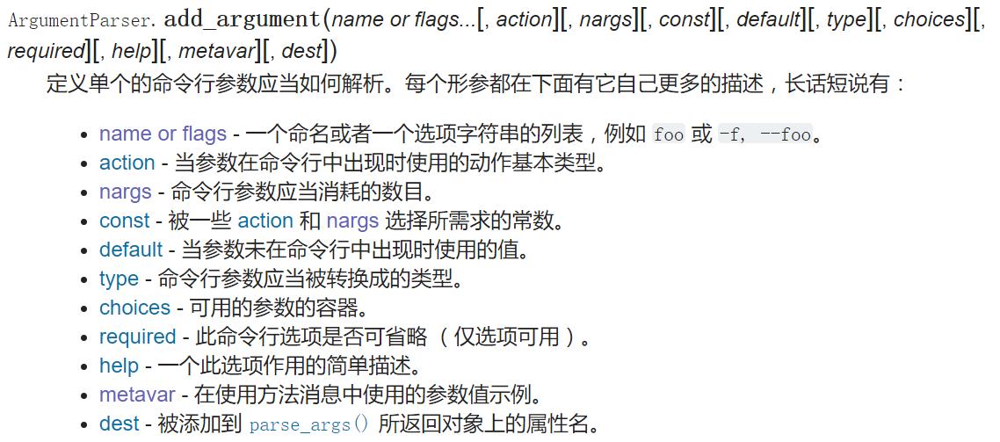 ArgumentParser. add_argument(name or flags...[, action][, nargs][, const][, default][, type][, choices][,
required][, help][, metavar][, dest])
定义单个的命令行参数应当如何解析。每个形参都在下面有它自己更多的描述，长话短说有：
• name or flags - 一个命名或者一个选项字符串的列表，例如 foo 或 -f, --foo。
• action - 当参数在命令行中出现时使用的动作基本类型。
• nargs - 命令行参数应当消耗的数目。
• const - 被一些 action 和 nargs 选择所需求的常数。
• default - 当参数未在命令行中出现时使用的值。
• type - 命令行参数应当被转换成的类型。
• choices - 可用的参数的容器。
• required - 此命令行选项是否可省略 （仅选项可用）。
• help - 一个此选项作用的简单描述。
• metavar - 在使用方法消息中使用的参数值示例。
• dest - 被添加到 parse_args() 所返回对象上的属性名。